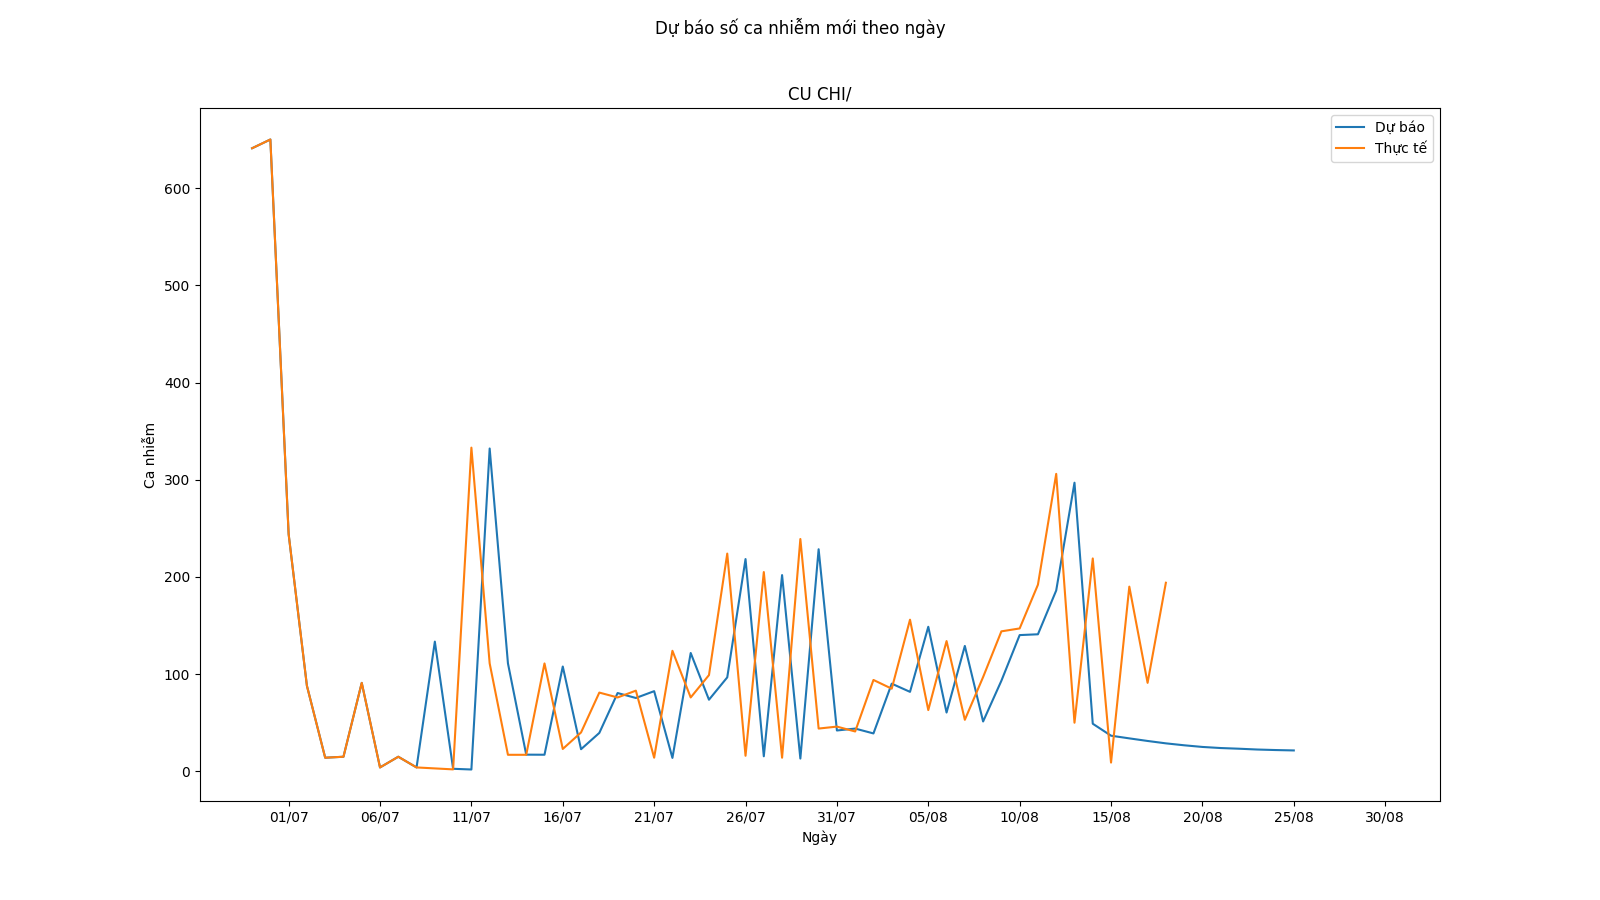 Dự báo số ca nhiễm mới theo ngày
CU CHI/
Dự báo
Thực tế
600
500
400
300
200
100
0
Ca nhiễm
01/07 06/07 11/07 16/07 21/07 26/07 31/07 05/08 10/08 15/08 20/08 25/08 30/08
Ngày